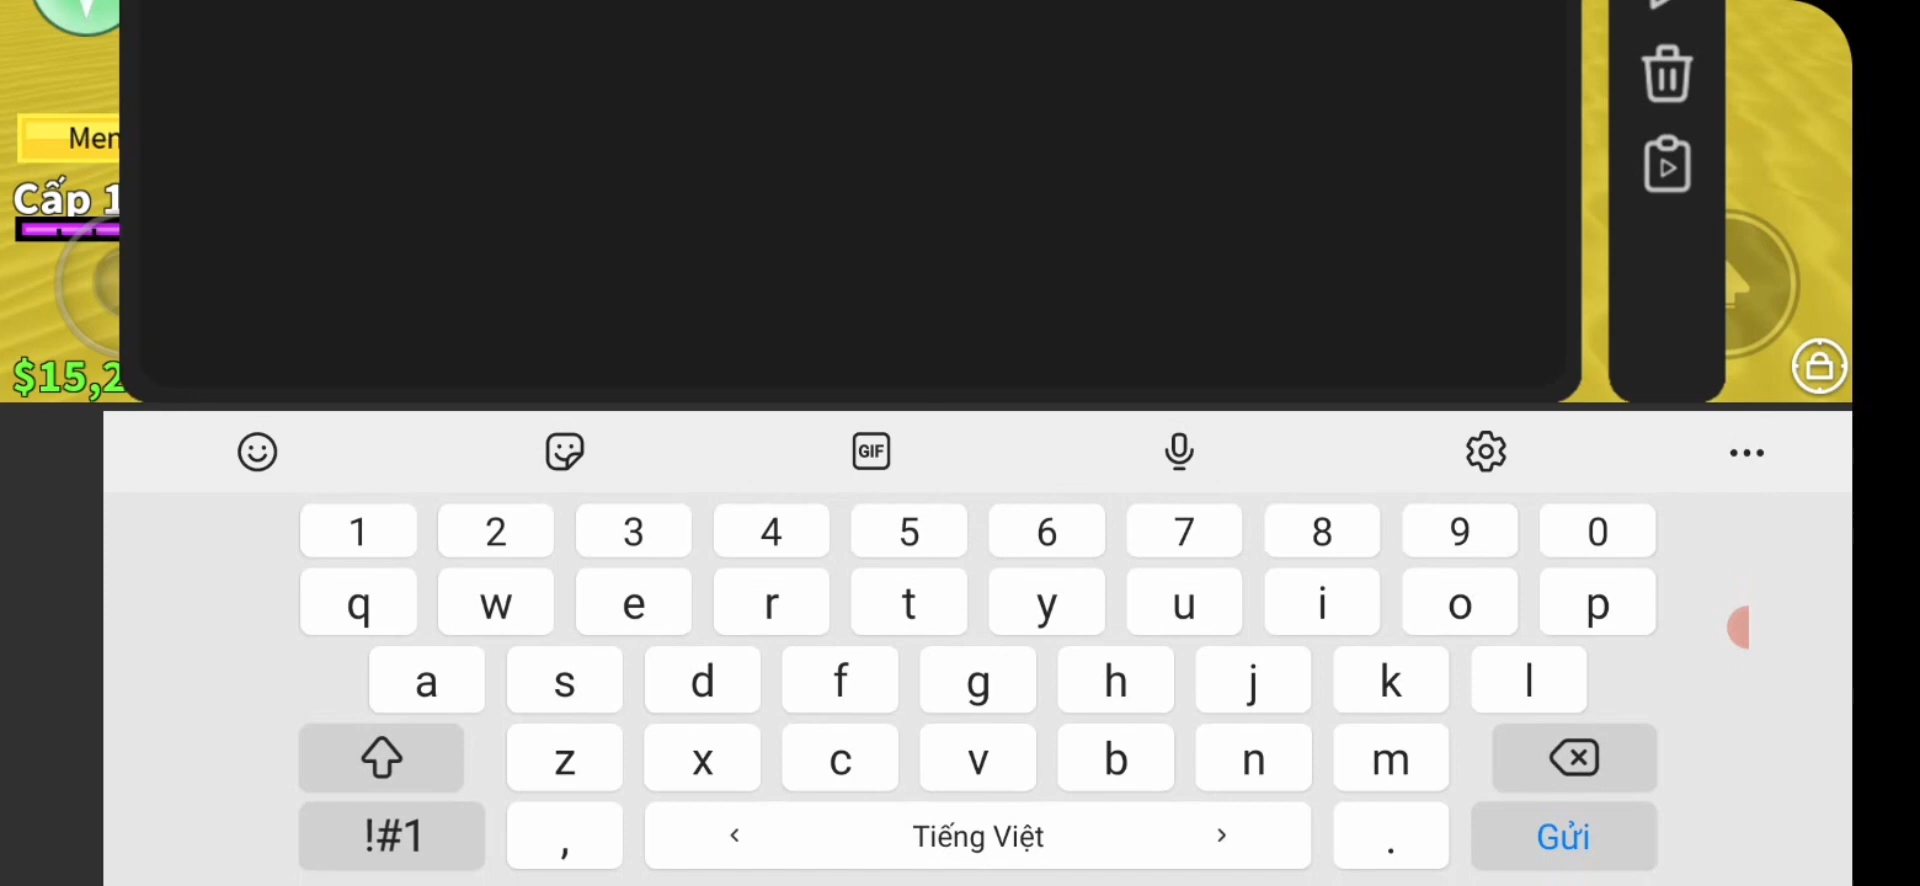 Men
Cấp 1
$15,2
GIF
1 2 3 4 5 6 7 8 9 0
q w e r t y u i o p
a s d f g h j k l
z x c v b n m
!#1 , < Tiếng Việt > . Gửi